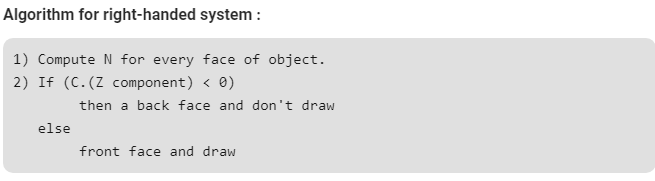 Algorithm for right-handed system :
1) Compute N for every face of object.
2) If (C.(Z component) < 0)
then a back face and don't draw
else
front face and draw